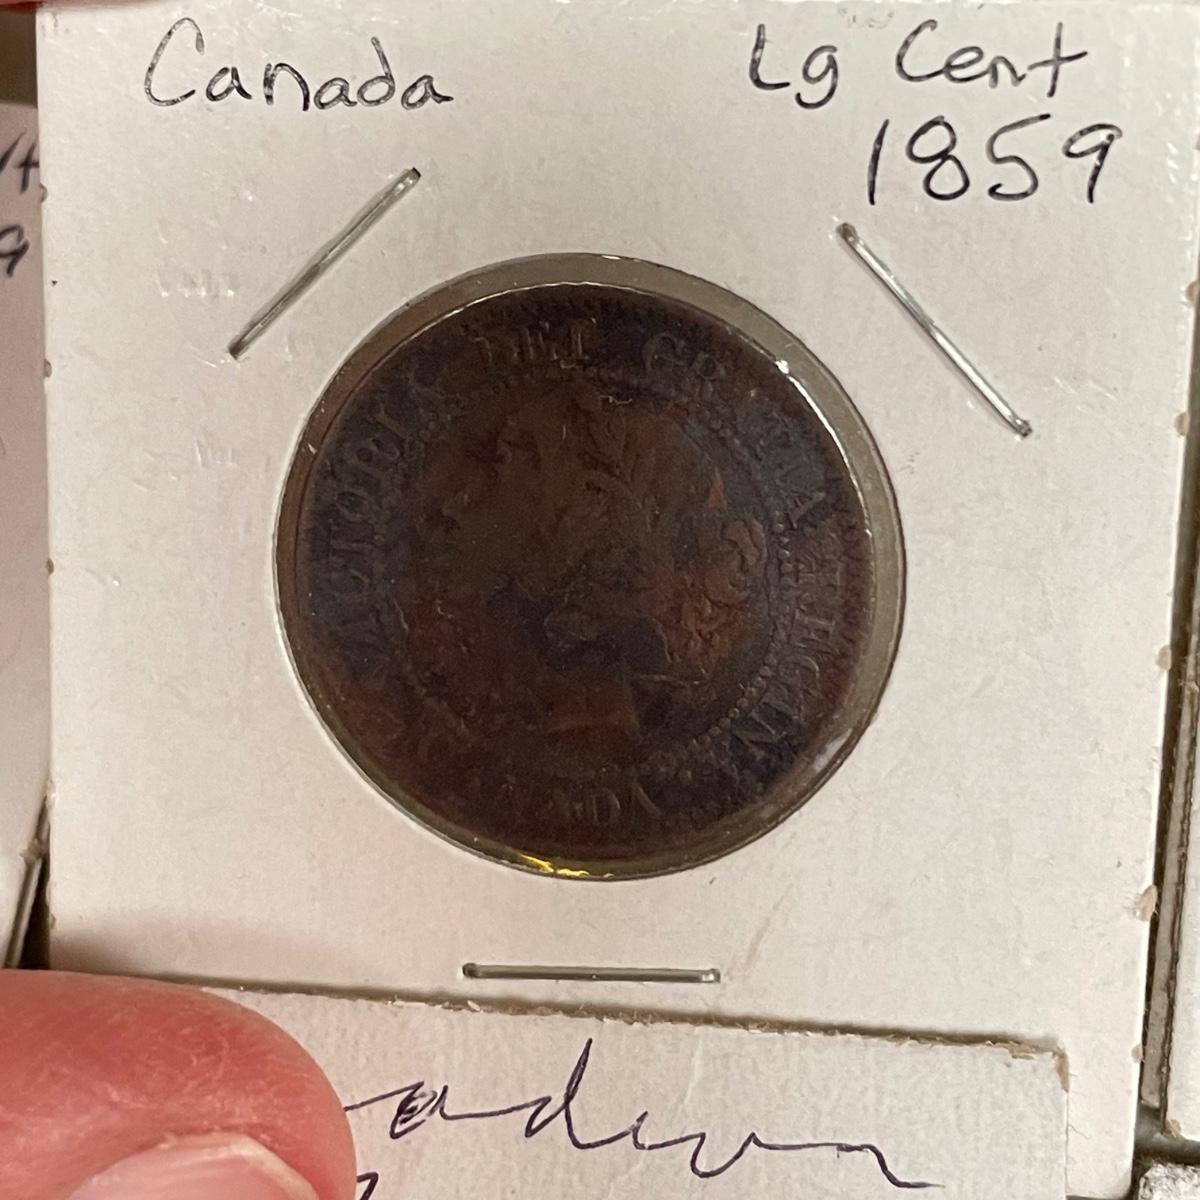 Canada Lg Cent
1859
VICTORIA DEI GRATIA REGINA
CANADA